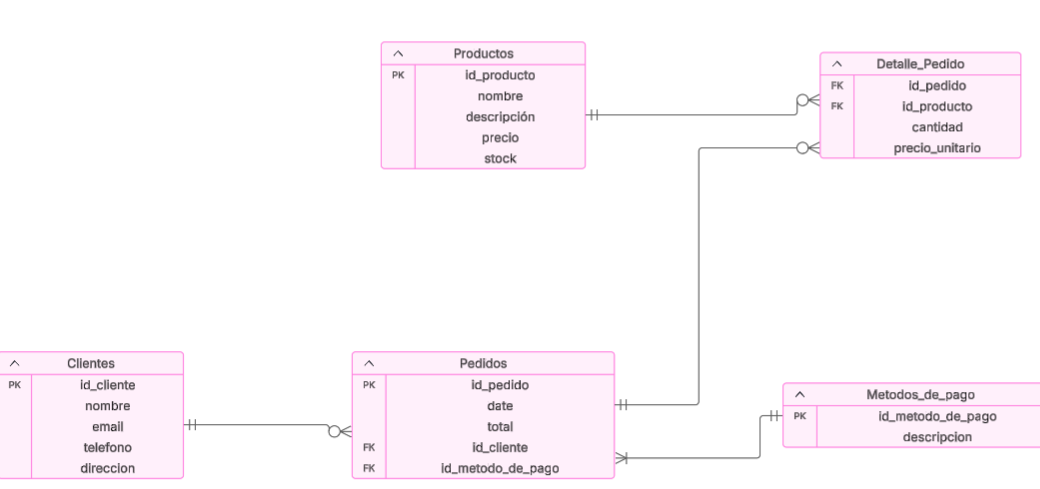 Productos
PK id_producto
nombre
descripción
precio
stock
Detalle_Pedido
FK id_pedido
FK id_producto
cantidad
precio_unitario
Clientes
PK id_cliente
nombre
email
telefono
direccion
Pedidos
PK id_pedido
date
total
FK id_cliente
FK id_metodo_de_pago
Metodos_de_pago
PK id_metodo_de_pago
descripcion